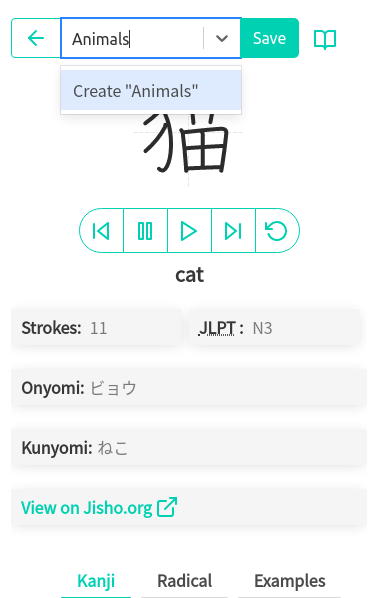 Animals
Save
Create "Animals"
猫
cat
Strokes: 11
JLPT : N3
Onyomi: ビョウ
Kunyomi: ねこ
View on Jisho.org
Kanji Radical Examples